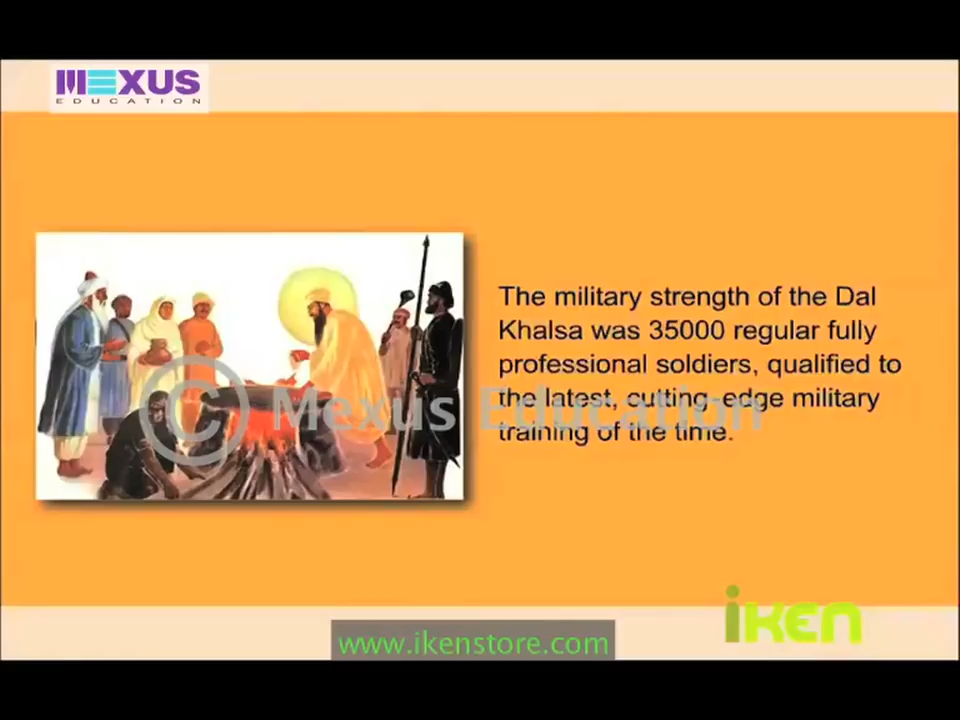 MEXUS
EDUCATION
The military strength of the Dal
Khalsa was 35000 regular fully
professional soldiers, qualified to
the latest, cutting edge military
training of the time.
© Mexus Education
iKEN
www.ikenstore.com